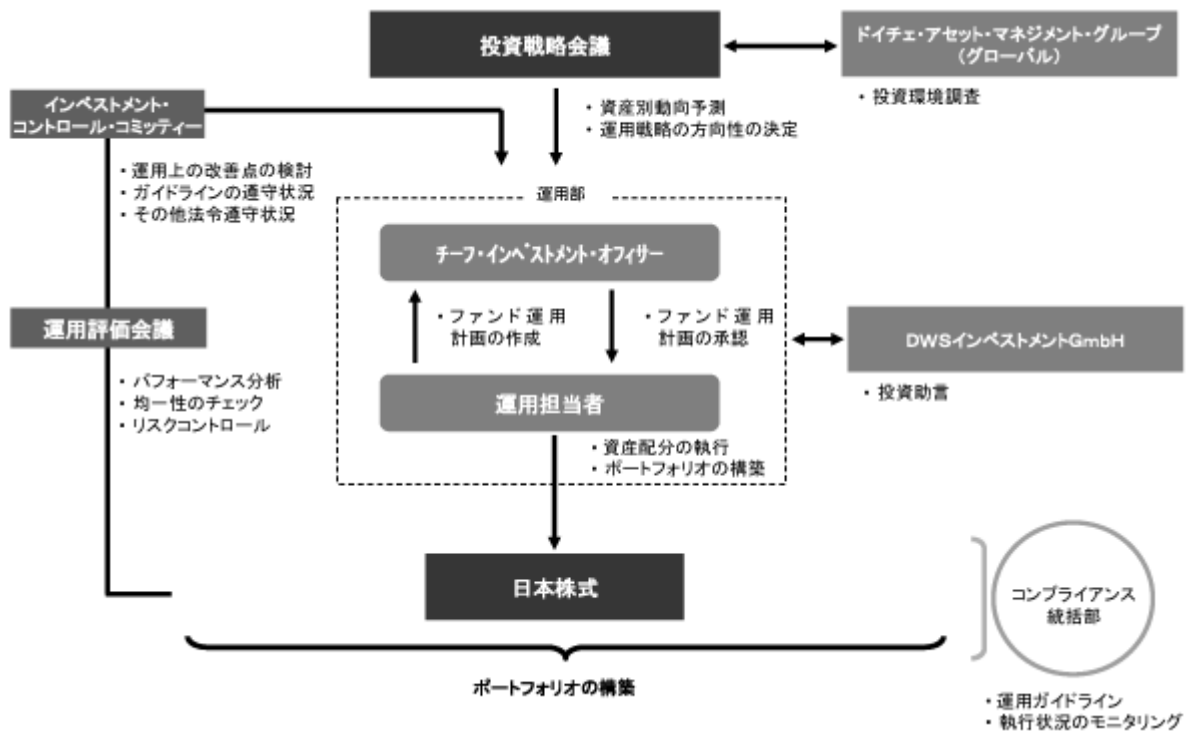 投資戦略会議
ドイチェ・アセット・マネジメント・グループ
(グローバル)
・投資環境調査
インベストメント・
コントロール・コミッティー
・資産別動向予測
・運用戦略の方向性の決定
・運用上の改善点の検討
・ガイドラインの遵守状況
・その他法令遵守状況
運用部
チーフ・インベストメント・オフィサー
・ファンド運用
計画の作成
・ファンド運用
計画の承認
運用評価会議
DWSインベストメントGmbH
・パフォーマンス分析
・均一性のチェック
・リスクコントロール
・投資助言
運用担当者
・資産配分の執行
・ポートフォリオの構築
日本株式
コンプライアンス
統括部
ポートフォリオの構築
・運用ガイドライン
・執行状況のモニタリング